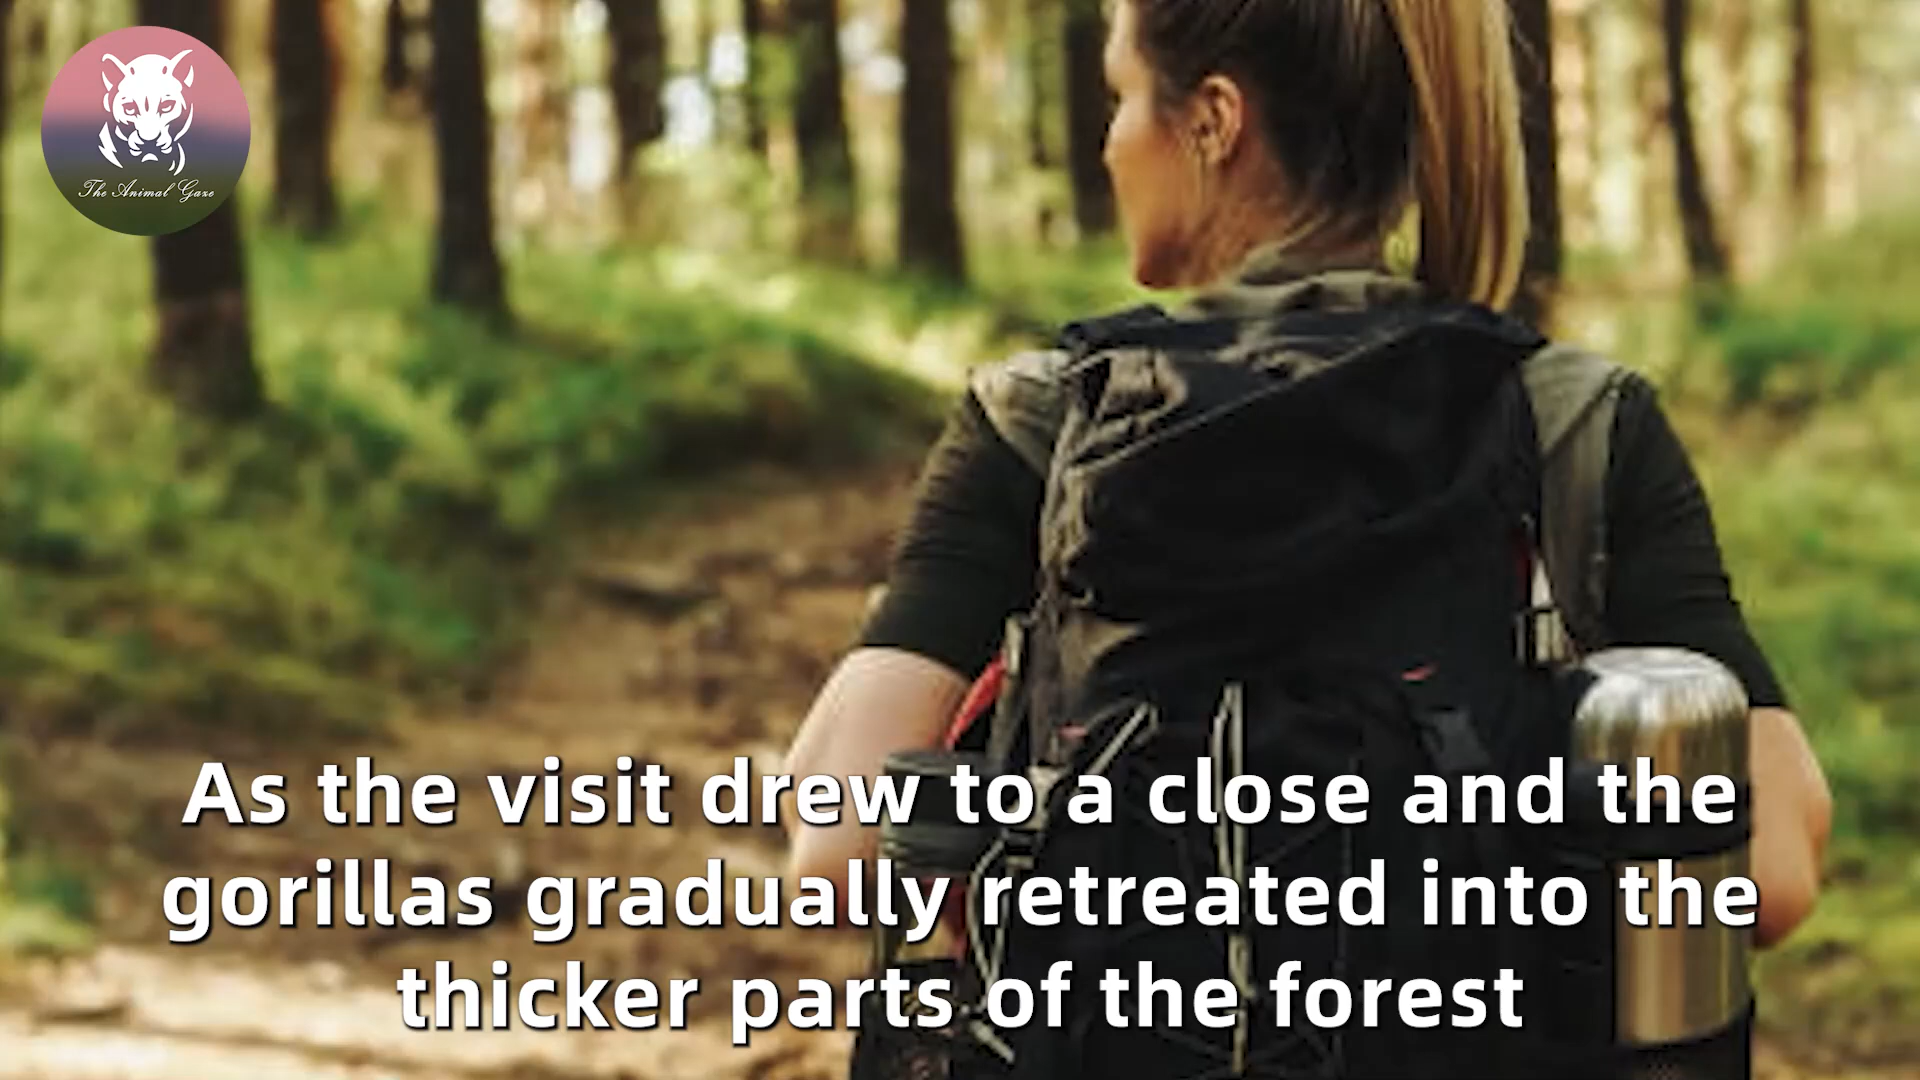 The Animal Gaze
As the visit drew to a close and the
gorillas gradually retreated into the
thicker parts of the forest